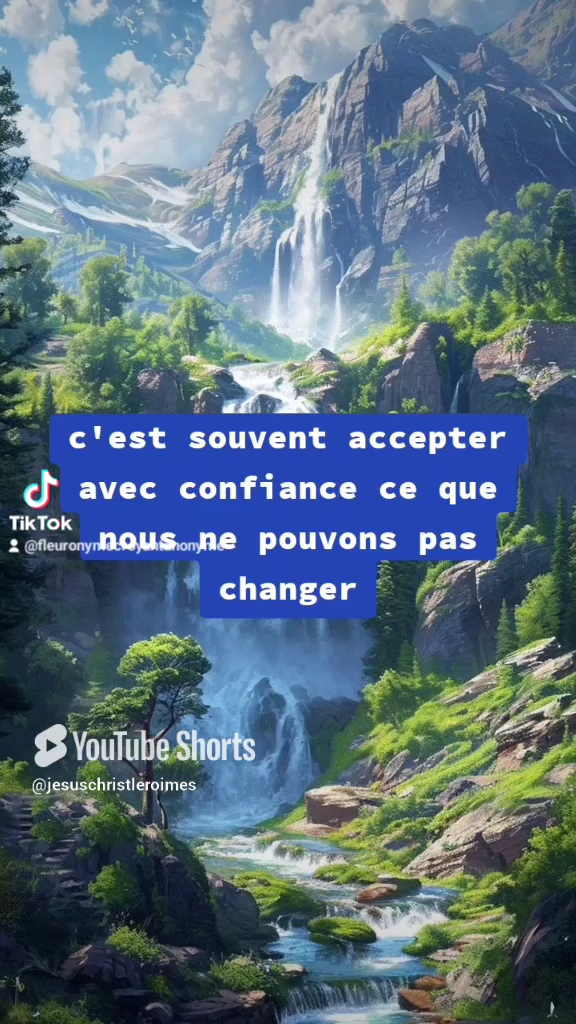 c'est souvent accepter
avec confiance ce que
nous ne pouvons pas
changer
TikTok
YouTube Shorts
@jesuschristleroimes